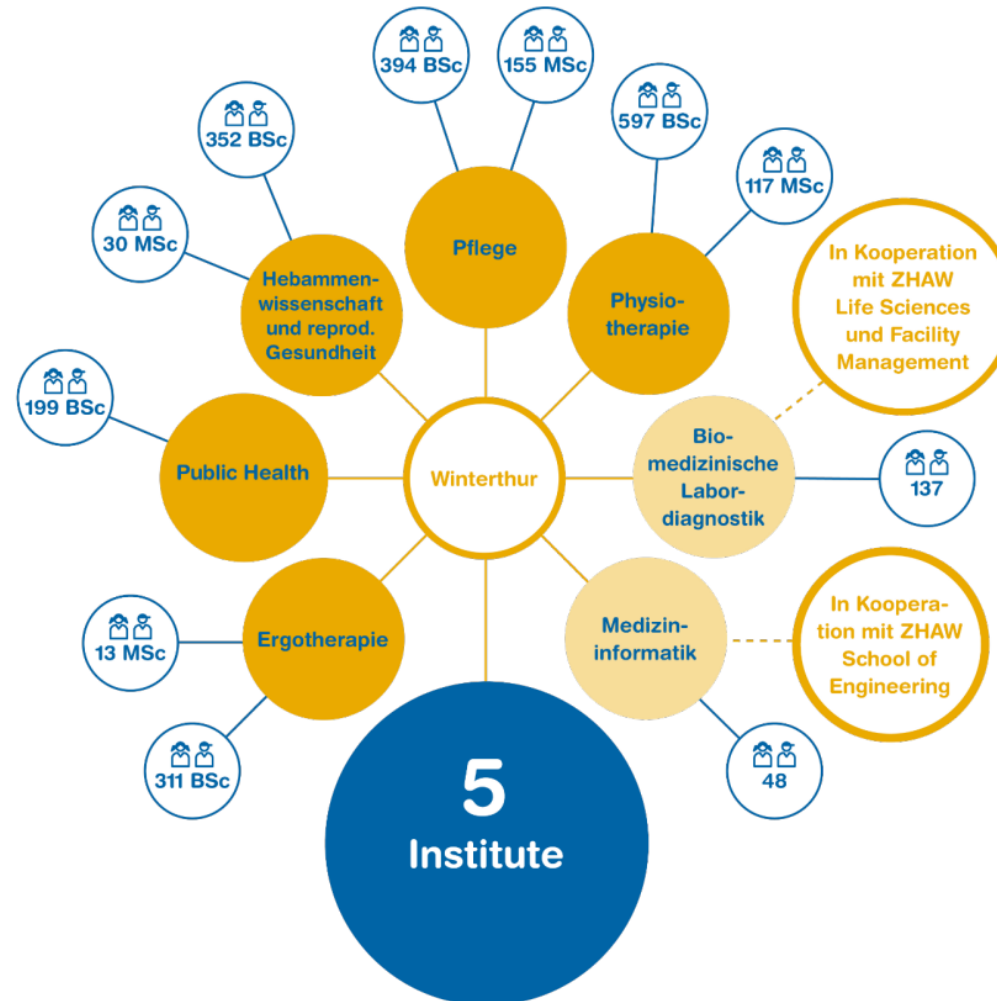 394 BSc
155 MSc
597 BSc
352 BSc
117 MSc
30 MSc
Pflege
In Kooperation
mit ZHAW
Life Sciences
und Facility
Management
Hebammen-
wissenschaft
und reprod.
Gesundheit
Physio-
therapie
199 BSc
Public Health
Winterthur
Bio-
medizinische
Labor-
diagnostik
137
13 MSc
Ergotherapie
Medizin-
informatik
In Koopera-
tion mit ZHAW
School of
Engineering
311 BSc
48
5
Institute